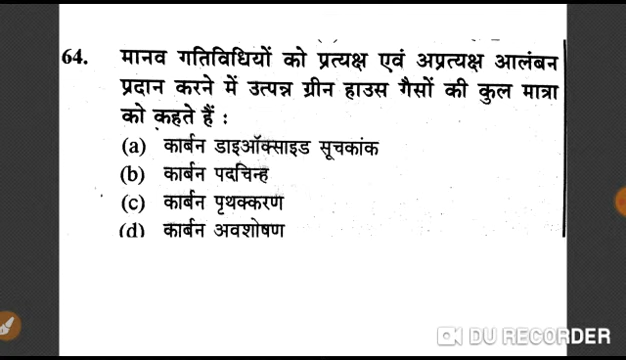 64. मानव गतिविधियों को प्रत्यक्ष एवं अप्रत्यक्ष आलंबन
प्रदान करने में उत्पन्न ग्रीन हाउस गैसों की कुल मात्रा
को कहते हैं :
(a) कार्बन डाइऑक्साइड सूचकांक
(b) कार्बन पदचिन्ह
(c) कार्बन पृथक्करण
(d) कार्बन अवशोषण
DU RECORDER